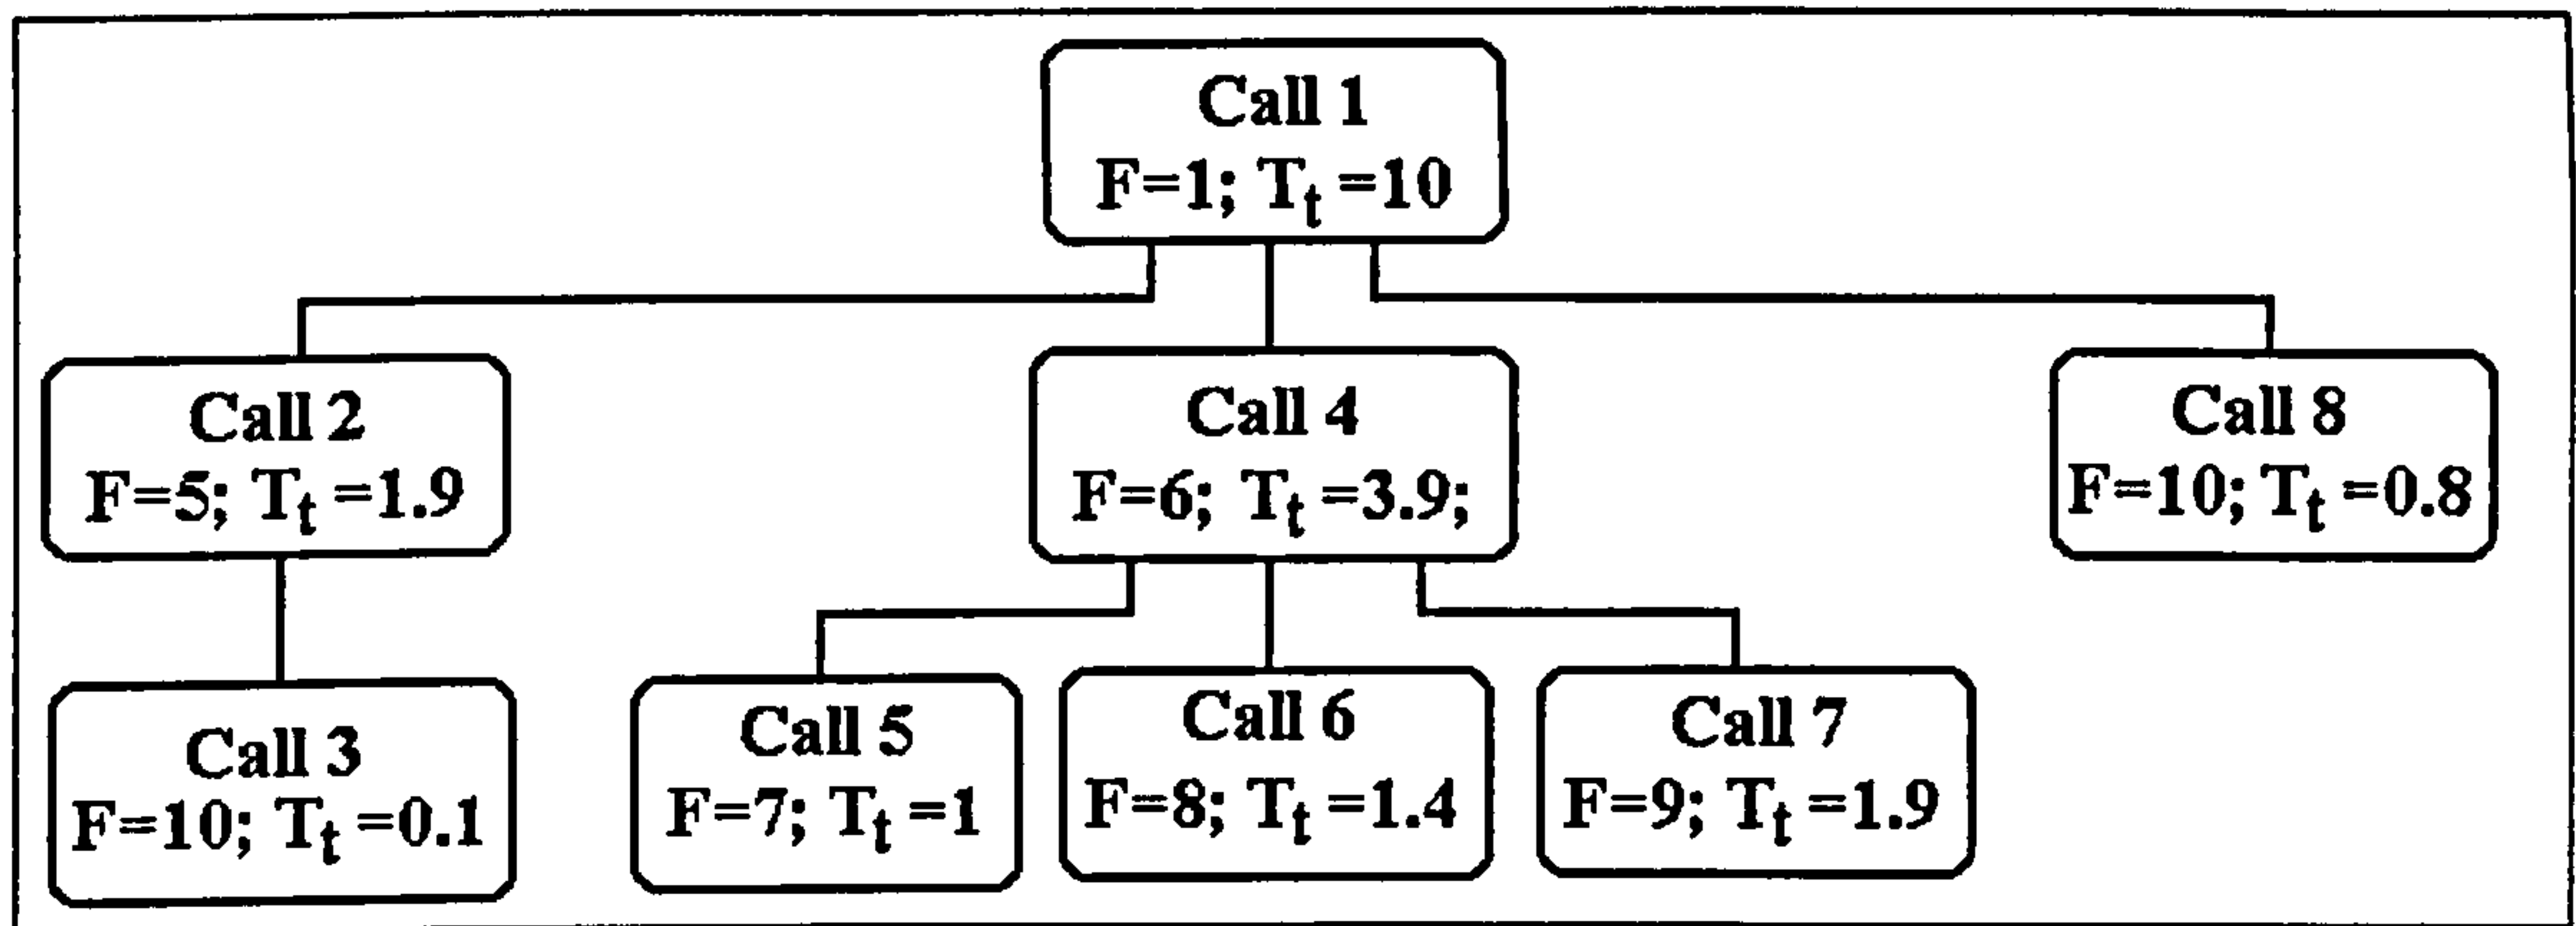 Call 1
F=1; Tt =10
Call 2
F=5; Tt =1.9
Call 4
F=6; Tt =3.9;
Call 8
F=10; Tt =0.8
Call 3
F=10; Tt =0.1
Call 5
F=7; Tt =1
Call 6
F=8; Tt =1.4
Call 7
F=9; Tt =1.9